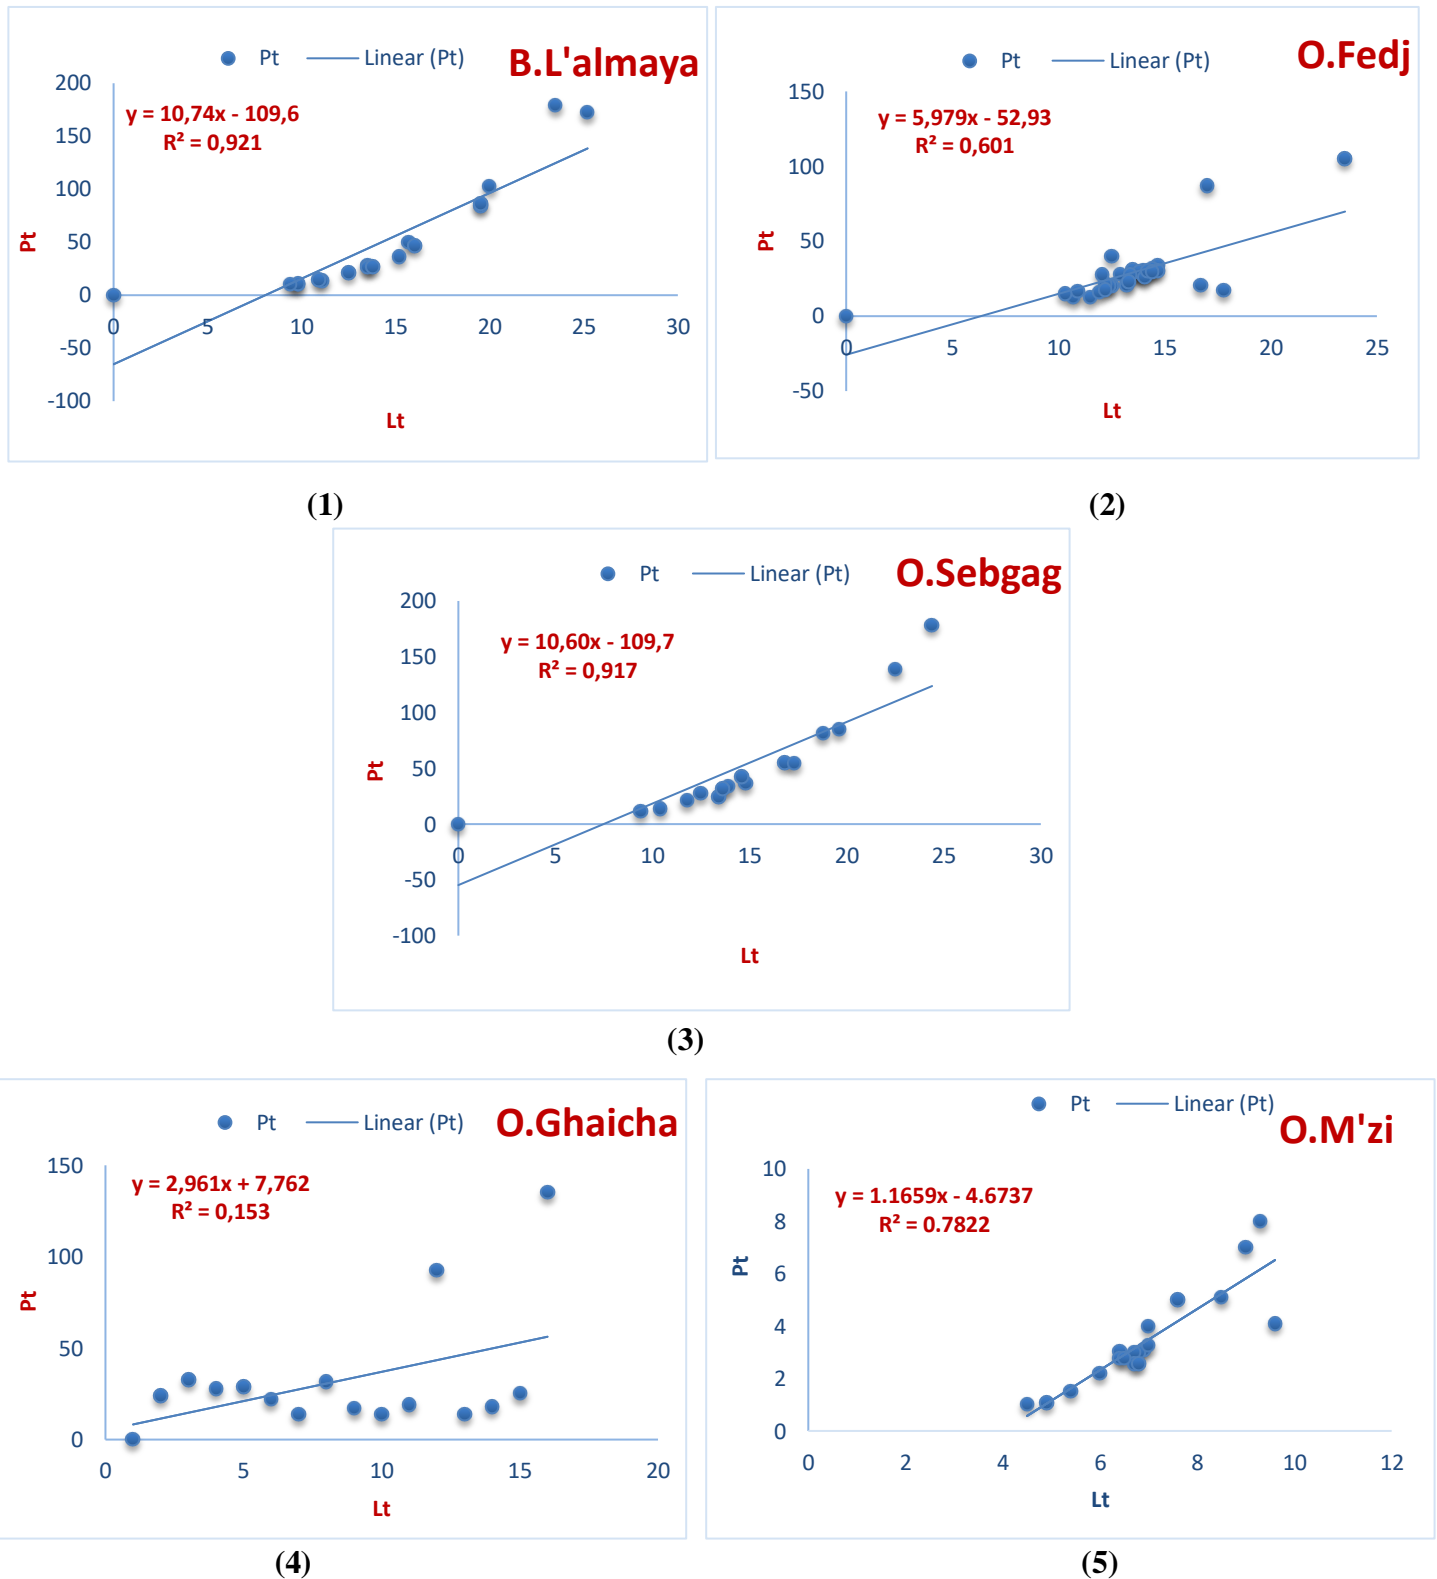 Pt
Linear (Pt)
B.L'almaya
y = 10,74x - 109,6
R² = 0,921
200
150
100
50
0
-50
-100
0 5 10 15 20 25 30
Pt
Lt
(1)
Pt
Linear (Pt)
O.Fedj
y = 5,979x - 52,93
R² = 0,601
150
100
50
0
-50
0 5 10 15 20 25
Pt
Lt
(2)
Pt
Linear (Pt)
O.Sebgag
y = 10,60x - 109,7
R² = 0,917
200
150
100
50
0
-50
-100
0 5 10 15 20 25 30
Pt
Lt
(3)
Pt
Linear (Pt)
O.Ghaicha
y = 2,961x + 7,762
R² = 0,153
150
100
50
0
0 5 10 15 20
Pt
Lt
(4)
Pt
Linear (Pt)
O.M'zi
y = 1.1659x - 4.6737
R² = 0.7822
10
8
6
4
2
0
0 2 4 6 8 10 12
Pt
Lt
(5)